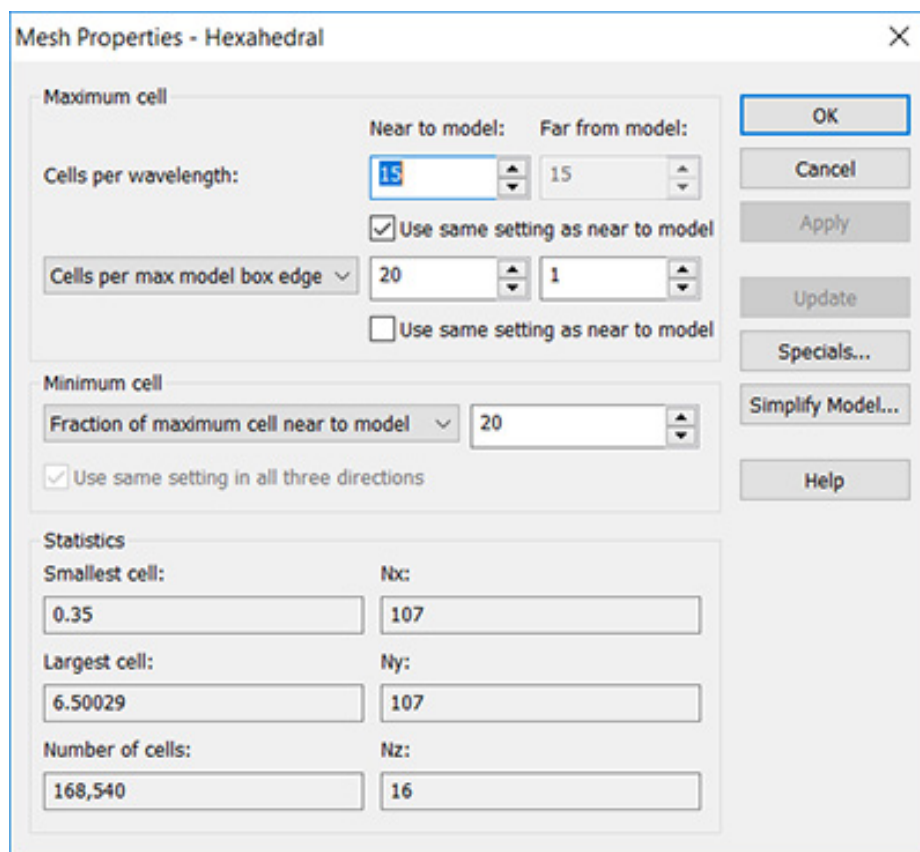 Mesh Properties - Hexahedral
Maximum cell
Near to model: Far from model:
Cells per wavelength: 15 15
Use same setting as near to model
Cells per max model box edge 20 1
Use same setting as near to model
Minimum cell
Fraction of maximum cell near to model 20
Use same setting in all three directions
Statistics
Smallest cell: Nx:
0.35 107
Largest cell: Ny:
6.50029 107
Number of cells: Nz:
168,540 16
OK
Cancel
Apply
Update
Specials...
Simplify Model...
Help